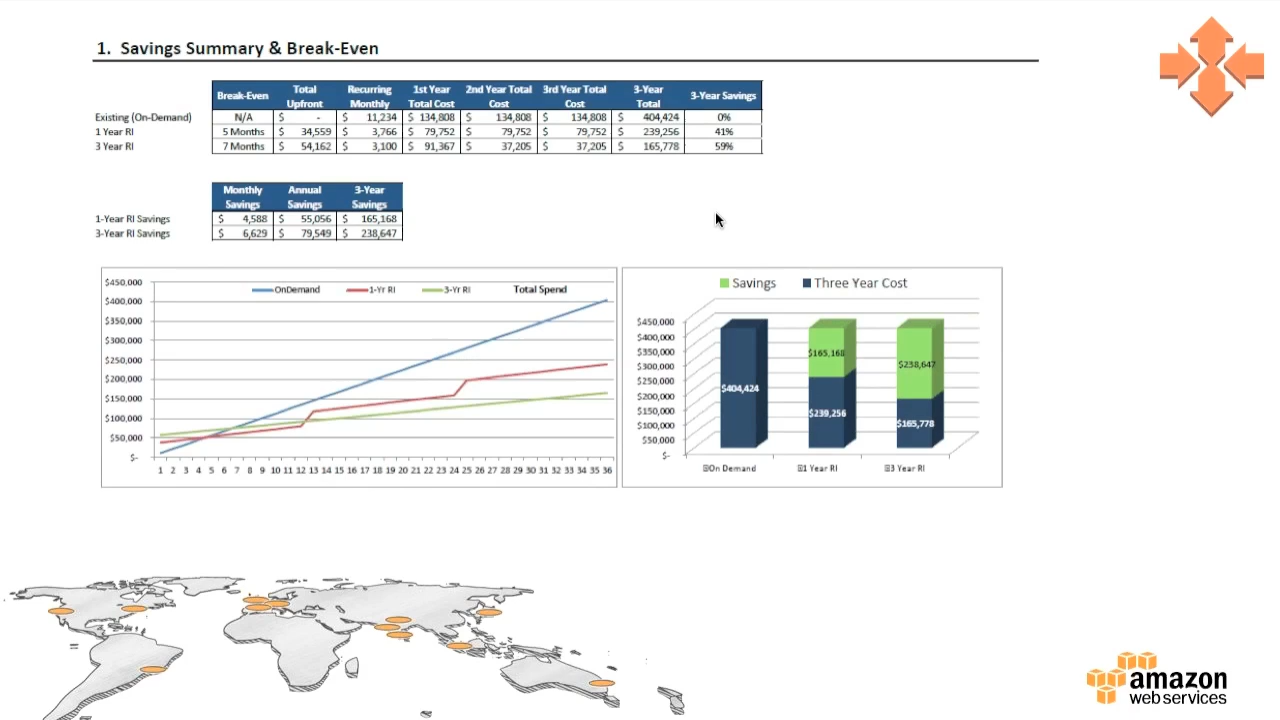 1. Savings Summary & Break-Even
Break-Even Total Upfront Recurring Monthly 1st Year Total Cost 2nd Year Total Cost 3rd Year Total Cost 3-Year Total 3-Year Savings
Existing (On-Demand) N/A $ - $ 11,234 $ 134,808 $ 134,808 $ 134,808 $ 404,424 0%
1 Year RI 5 Months $ 34,559 $ 3,766 $ 79,752 $ 79,752 $ 79,752 $ 239,256 41%
3 Year RI 7 Months $ 54,162 $ 3,100 $ 91,367 $ 37,205 $ 37,205 $ 165,778 59%
Monthly Savings Annual Savings 3-Year Savings
1-Year RI Savings $ 4,588 $ 55,056 $ 165,168
3-Year RI Savings $ 6,629 $ 79,549 $ 238,647
OnDemand 1-Yr RI 3-Yr RI Total Spend
$450,000
$400,000
$350,000
$300,000
$250,000
$200,000
$150,000
$100,000
$50,000
$-
1 2 3 4 5 6 7 8 9 10 11 12 13 14 15 16 17 18 19 20 21 22 23 24 25 26 27 28 29 30 31 32 33 34 35 36
Savings Three Year Cost
$450,000
$400,000
$350,000
$300,000
$250,000
$200,000
$150,000
$100,000
$50,000
$-
$404,424
$165,168
$239,256
$238,647
$165,778
On Demand 1 Year RI 3 Year RI
amazon
web services